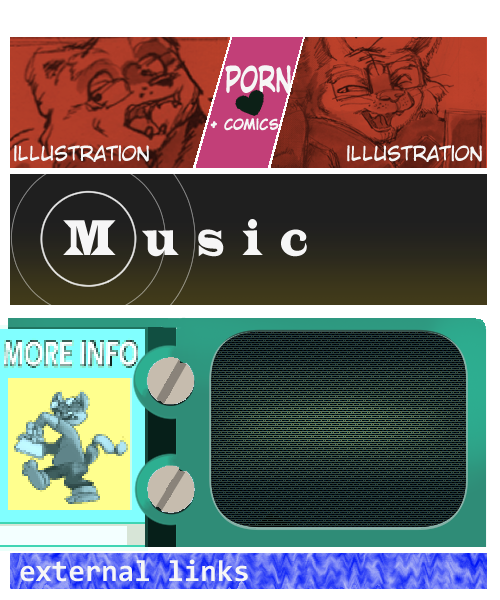 PORN
+ COMICS
ILLUSTRATION
ILLUSTRATION
Music
MORE INFO
external links